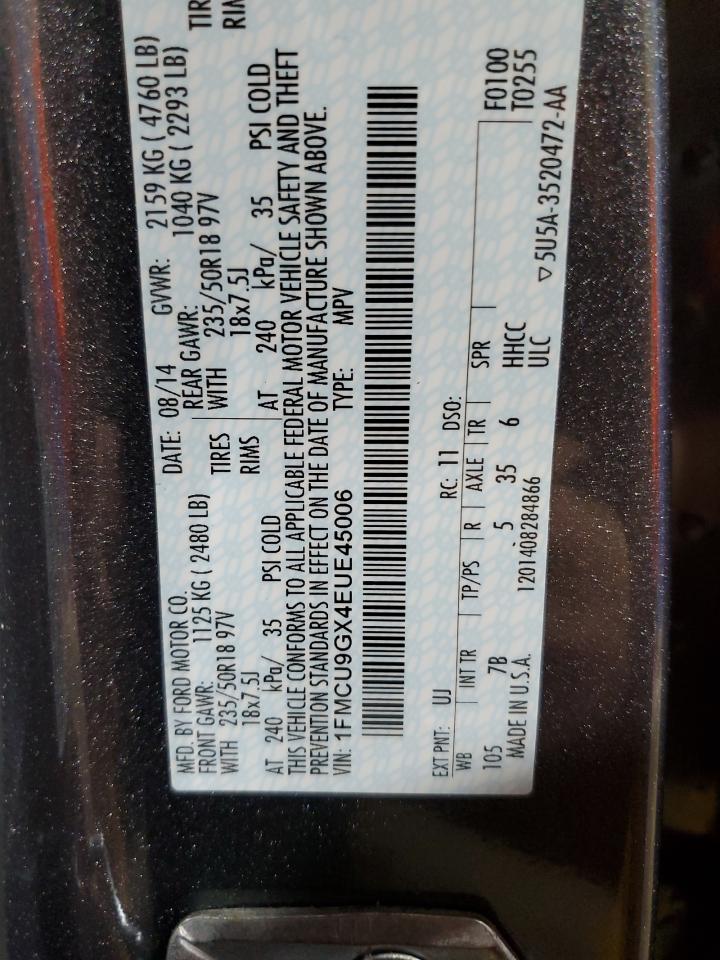 MFD. BY FORD MOTOR CO. DATE: 08/14 GVWR: 2159 KG ( 4760 LB)
FRONT GAWR: 1125 KG ( 2480 LB) REAR GAWR: 1040 KG ( 2293 LB)
WITH 235/50R18 97V TIRES WITH 235/50R18 97V TIR
18x7.5J RIMS 18x7.5J RIM
AT 240 kPa/ 35 PSI COLD AT 240 kPa/ 35 PSI COLD
THIS VEHICLE CONFORMS TO ALL APPLICABLE FEDERAL MOTOR VEHICLE SAFETY AND THEFT
PREVENTION STANDARDS IN EFFECT ON THE DATE OF MANUFACTURE SHOWN ABOVE.
VIN: 1FMCU9GX4EUE45006 TYPE: MPV
EXT PNT: UJ RC: 11 DSO:
WB INT TR TP/PS R AXLE TR SPR F0100
105 7B 5 35 6 HHCC T0255
MADE IN U.S.A. 1201408284866 ULC ▽5U5A-3520472-AA